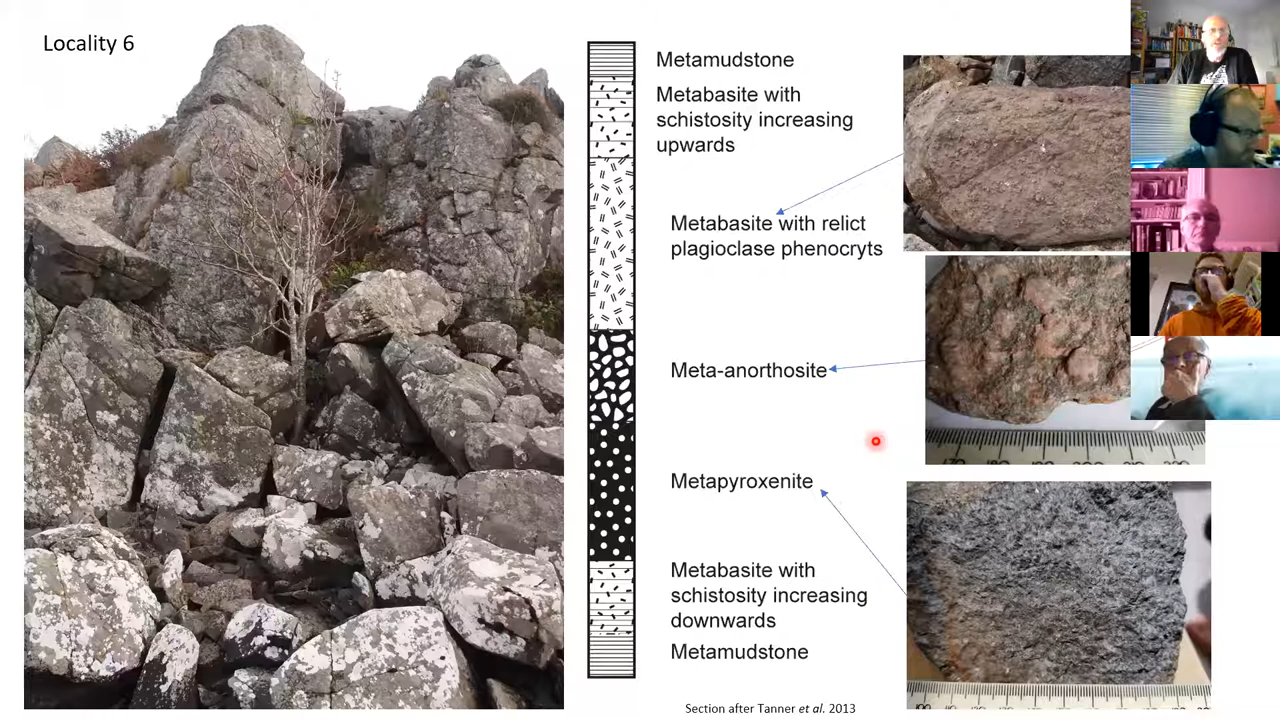 Locality 6
Metamudstone
Metabasite with
schistosity increasing
upwards
Metabasite with relict
plagioclase phenocryts
Meta-anorthosite
Metapyroxenite
Metabasite with
schistosity increasing
downwards
Metamudstone
Section after Tanner et al. 2013